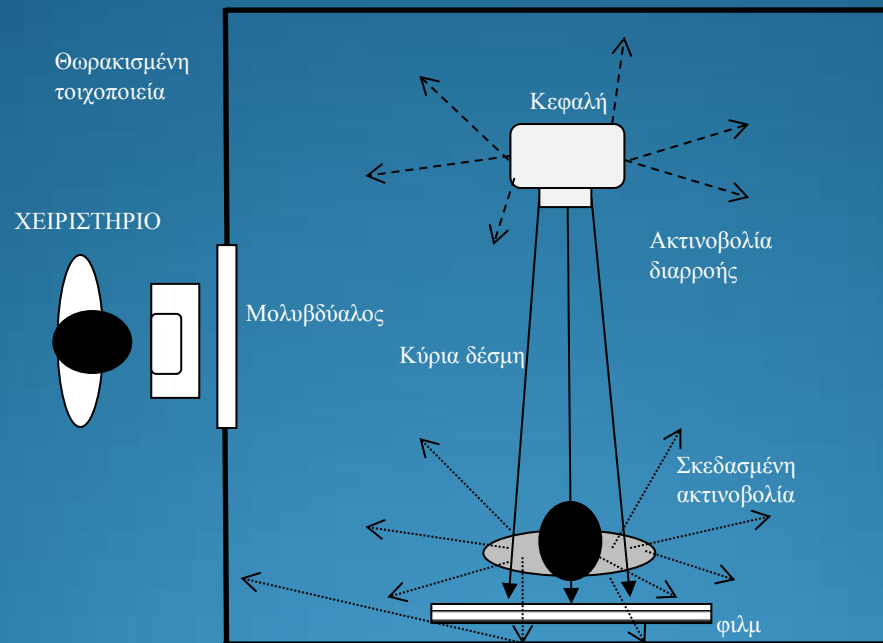 Θωρακισμένη
τοιχοποιεία
Κεφαλή
ΧΕΙΡΙΣΤΗΡΙΟ
Ακτινοβολία
διαρροής
Μολυβδύαλος
Κύρια δέσμη
Σκεδασμένη
ακτινοβολία
φιλμ